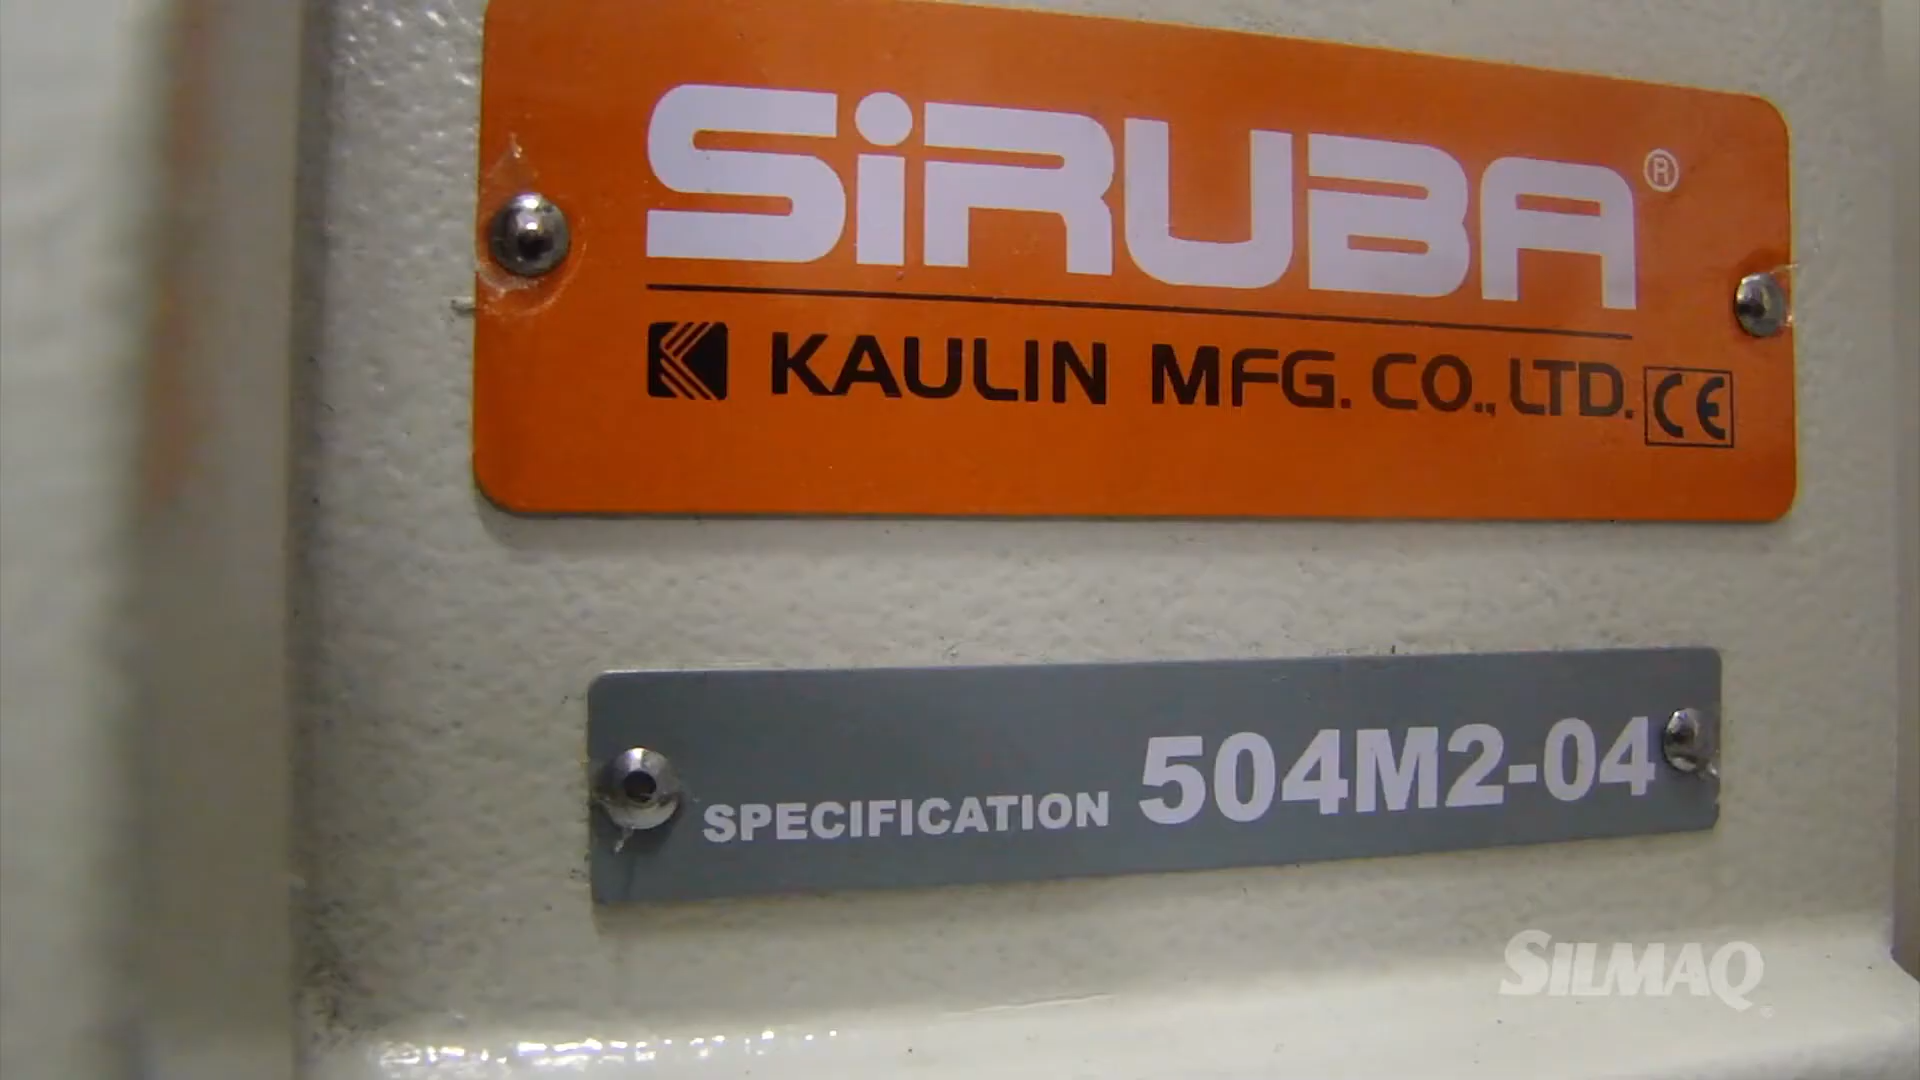 SiRUBA®
KAULIN MFG. CO., LTD. CE
SPECIFICATION 504M2-04
SILMAQ